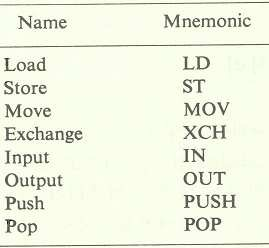 Name Mnemonic
Load LD
Store ST
Move MOV
Exchange XCH
Input IN
Output OUT
Push PUSH
Pop POP